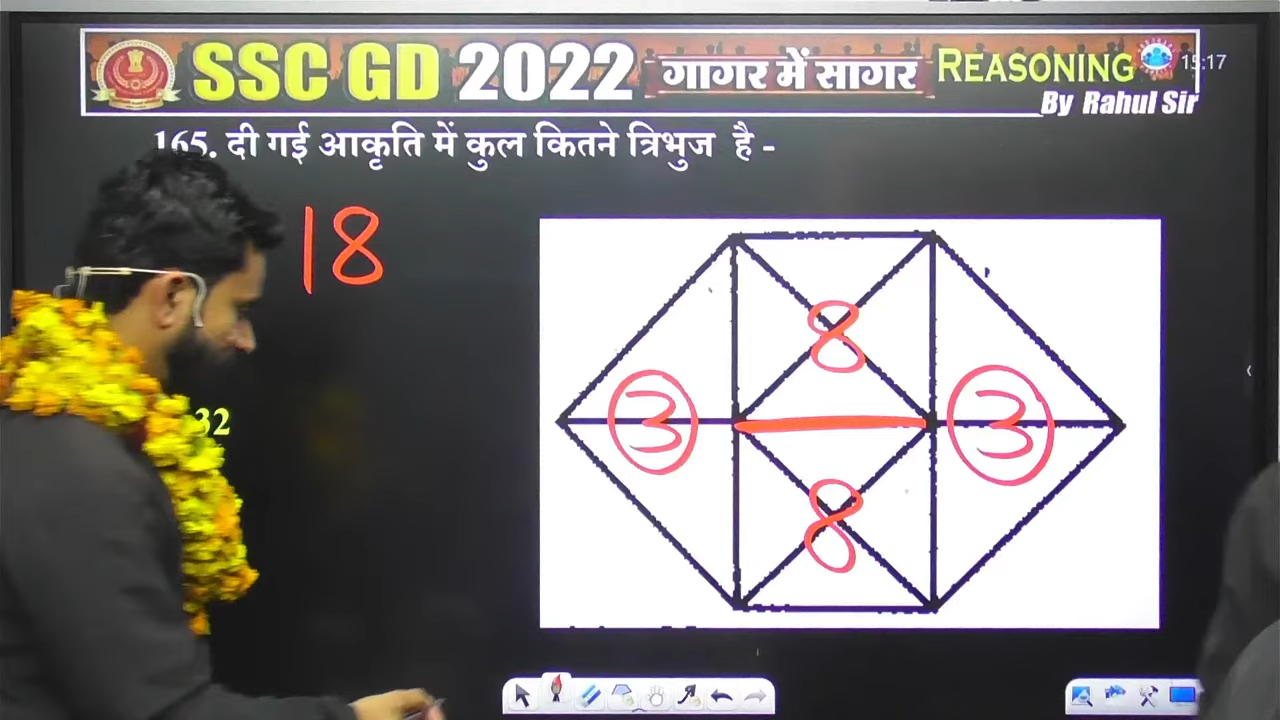 SSC GD 2022 गागर में सागर REASONING 15:17
By Rahul Sir
165. दी गई आकृति में कुल कितने त्रिभुज है -
18
8
3 3
32
8